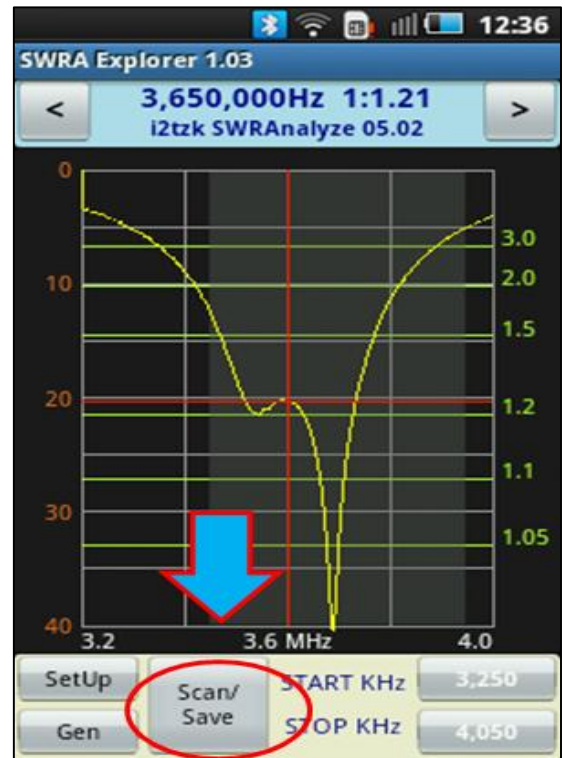 12:36
SWRA Explorer 1.03
< 3,650,000Hz 1:1.21 >
i2tzk SWRAnalyze 05.02
0
3.0
10 2.0
1.5
20 1.2
1.1
30
1.05
40
3.2 3.6 MHz 4.0
SetUp Scan/ START KHz 3,250
Gen Save STOP KHz 4,050